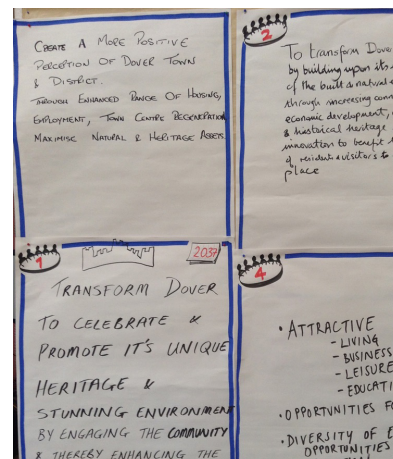 CREATE A MORE POSITIVE
PERCEPTION OF DOVER TOWN
& DISTRICT.
THROUGH ENHANCED RANGE OF HOUSING,
EMPLOYMENT, TOWN CENTRE REGENERATION
MAXIMISE NATURAL & HERITAGE ASSETS.
2
To transform Dover
by building upon its
of the built & natural
through increasing
economic development,
& historical heritage
innovation to benefit
of residents & visitors to
place
1
2037
TRANSFORM DOVER
TO CELEBRATE &
PROMOTE IT'S UNIQUE
HERITAGE &
STUNNING ENVIRONMENT
BY ENGAGING THE COMMUNITY
& THEREBY ENHANCING THE
4
• ATTRACTIVE
- LIVING
- BUSINESS
- LEISURE
- EDUCATI
• OPPORTUNITIES
• DIVERSITY OF
OPPORTUNITIES